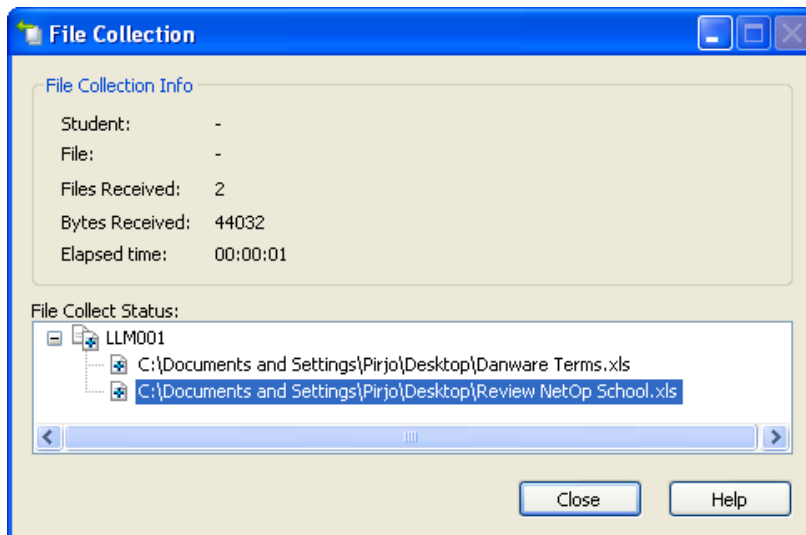 File Collection
File Collection Info
Student: -
File: -
Files Received: 2
Bytes Received: 44032
Elapsed time: 00:00:01
File Collect Status:
LLM001
C:\Documents and Settings\Pirjo\Desktop\Danware Terms.xls
C:\Documents and Settings\Pirjo\Desktop\Review NetOp School.xls
Close Help